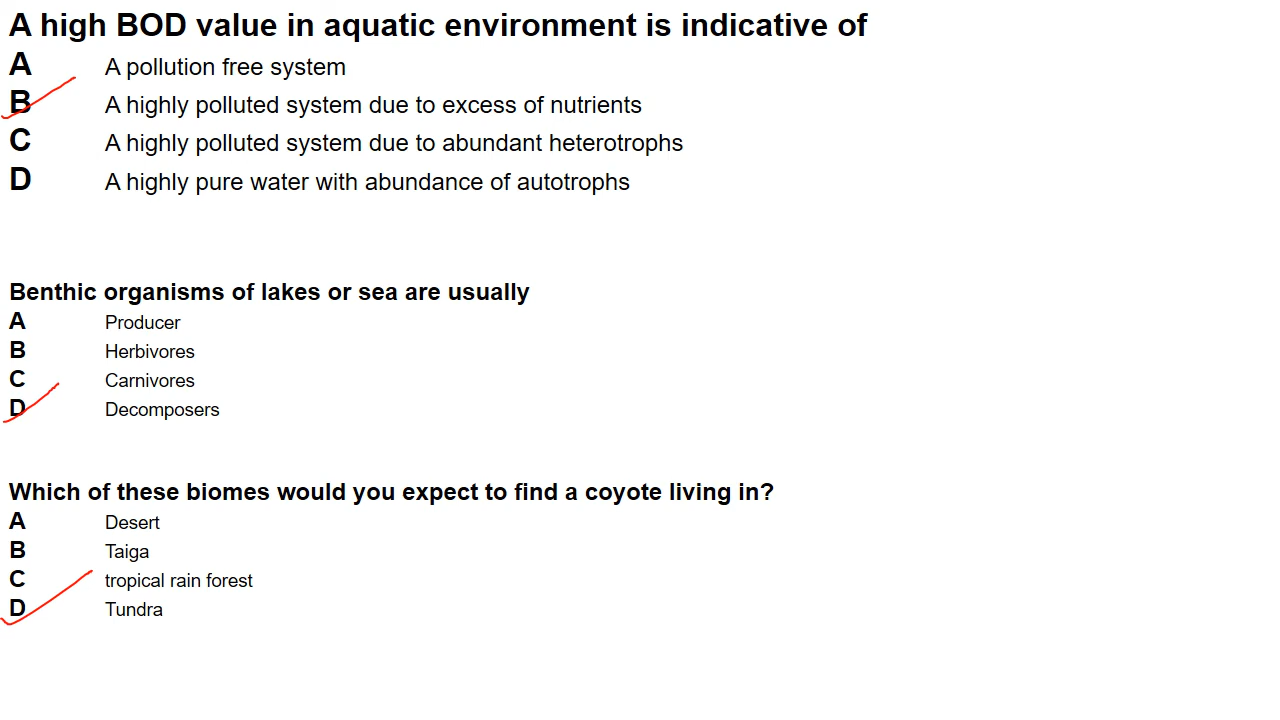 A high BOD value in aquatic environment is indicative of
A A pollution free system
B A highly polluted system due to excess of nutrients
C A highly polluted system due to abundant heterotrophs
D A highly pure water with abundance of autotrophs
Benthic organisms of lakes or sea are usually
A Producer
B Herbivores
C Carnivores
D Decomposers
Which of these biomes would you expect to find a coyote living in?
A Desert
B Taiga
C tropical rain forest
D Tundra